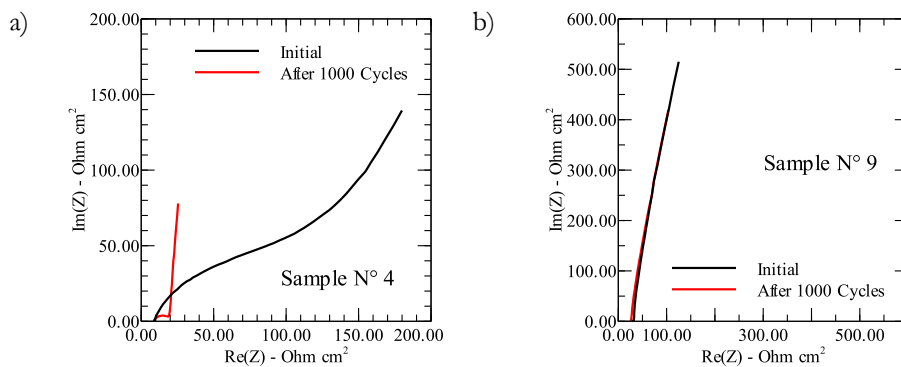 a)
200.00
150.00
100.00
50.00
0.00
Im(Z) - Ohm cm²
Initial
After 1000 Cycles
Sample N° 4
0.00 50.00 100.00 150.00 200.00
Re(Z) - Ohm cm²
b)
600.00
500.00
400.00
300.00
200.00
100.00
0.00
Im(Z) - Ohm cm²
Sample N° 9
Initial
After 1000 Cycles
0.00 100.00 300.00 500.00
Re(Z) - Ohm cm²